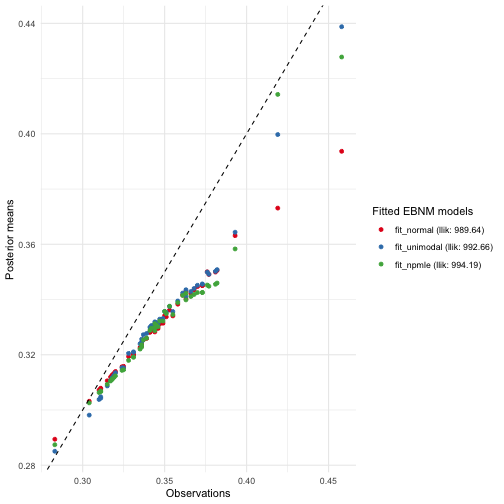 0.44
0.40
0.36
0.32
0.28
0.30
0.35
0.40
0.45
Observations
Posterior means
Fitted EBNM models
fit_normal (llik: 989.64)
fit_unimodal (llik: 992.66)
fit_npmle (llik: 994.19)